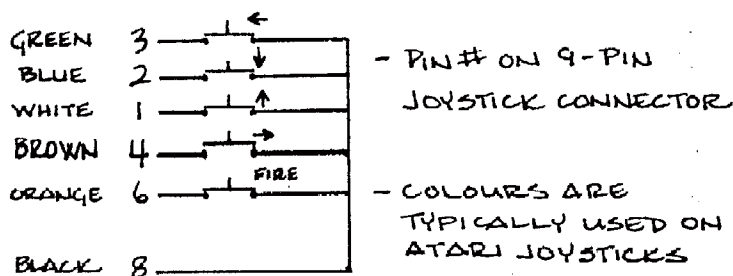 GREEN 3 ←
BLUE 2 ↓
WHITE 1 ↑
BROWN 4 →
ORANGE 6 FIRE
BLACK 8
- PIN # ON 9-PIN
JOYSTICK CONNECTOR
- COLOURS ARE
TYPICALLY USED ON
ATARI JOYSTICKS